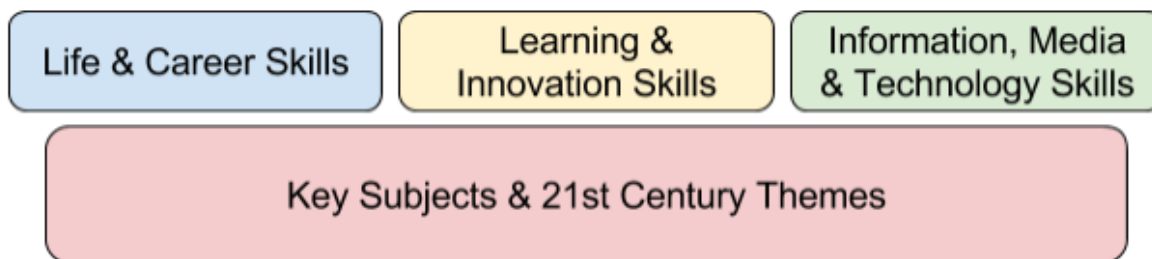 Life & Career Skills
Learning &
Innovation Skills
Information, Media
& Technology Skills
Key Subjects & 21st Century Themes